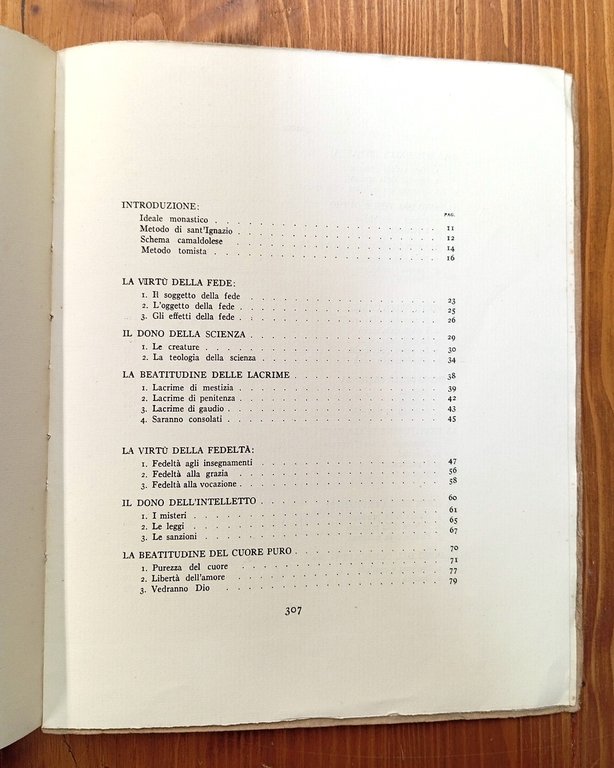 INTRODUZIONE:
PAG.
Ideale monastico . . . . . . . . . . . . . . . . . . 11
Metodo di sant'Ignazio . . . . . . . . . . . . . . . . 12
Schema camaldolese . . . . . . . . . . . . . . . . . 14
Metodo tomista . . . . . . . . . . . . . . . . . . 16
LA VIRTÙ DELLA FEDE:
1. Il soggetto della fede . . . . . . . . . . . . . . . . 23
2. L'oggetto della fede . . . . . . . . . . . . . . . . 25
3. Gli effetti della fede . . . . . . . . . . . . . . . . 26
IL DONO DELLA SCIENZA . . . . . . . . . . . . . . . 29
1. Le creature . . . . . . . . . . . . . . . . . . 30
2. La teologia della scienza . . . . . . . . . . . . . . . 34
LA BEATITUDINE DELLE LACRIME . . . . . . . . . . . . 38
1. Lacrime di mestizia . . . . . . . . . . . . . . . . 39
2. Lacrime di penitenza . . . . . . . . . . . . . . . . 42
3. Lacrime di gaudio . . . . . . . . . . . . . . . . . 43
4. Saranno consolati . . . . . . . . . . . . . . . . . 45
LA VIRTÙ DELLA FEDELTÀ:
1. Fedeltà agli insegnamenti . . . . . . . . . . . . . . 47
2. Fedeltà alla grazia . . . . . . . . . . . . . . . . 56
3. Fedeltà alla vocazione . . . . . . . . . . . . . . . 58
IL DONO DELL'INTELLETTO . . . . . . . . . . . . . . 60
1. I misteri . . . . . . . . . . . . . . . . . . . 61
2. Le leggi . . . . . . . . . . . . . . . . . . . 65
3. Le sanzioni . . . . . . . . . . . . . . . . . . 67
LA BEATITUDINE DEL CUORE PURO . . . . . . . . . . . . 70
1. Purezza del cuore . . . . . . . . . . . . . . . . . 71
2. Libertà dell'amore . . . . . . . . . . . . . . . . 77
3. Vedranno Dio . . . . . . . . . . . . . . . . . . 79
307